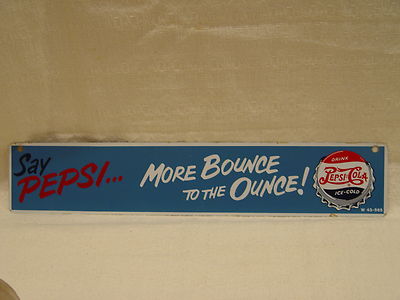 Say
PEPSI...
MORE BOUNCE
TO THE OUNCE!
DRINK
PEPSI-COLA
ICE-COLD